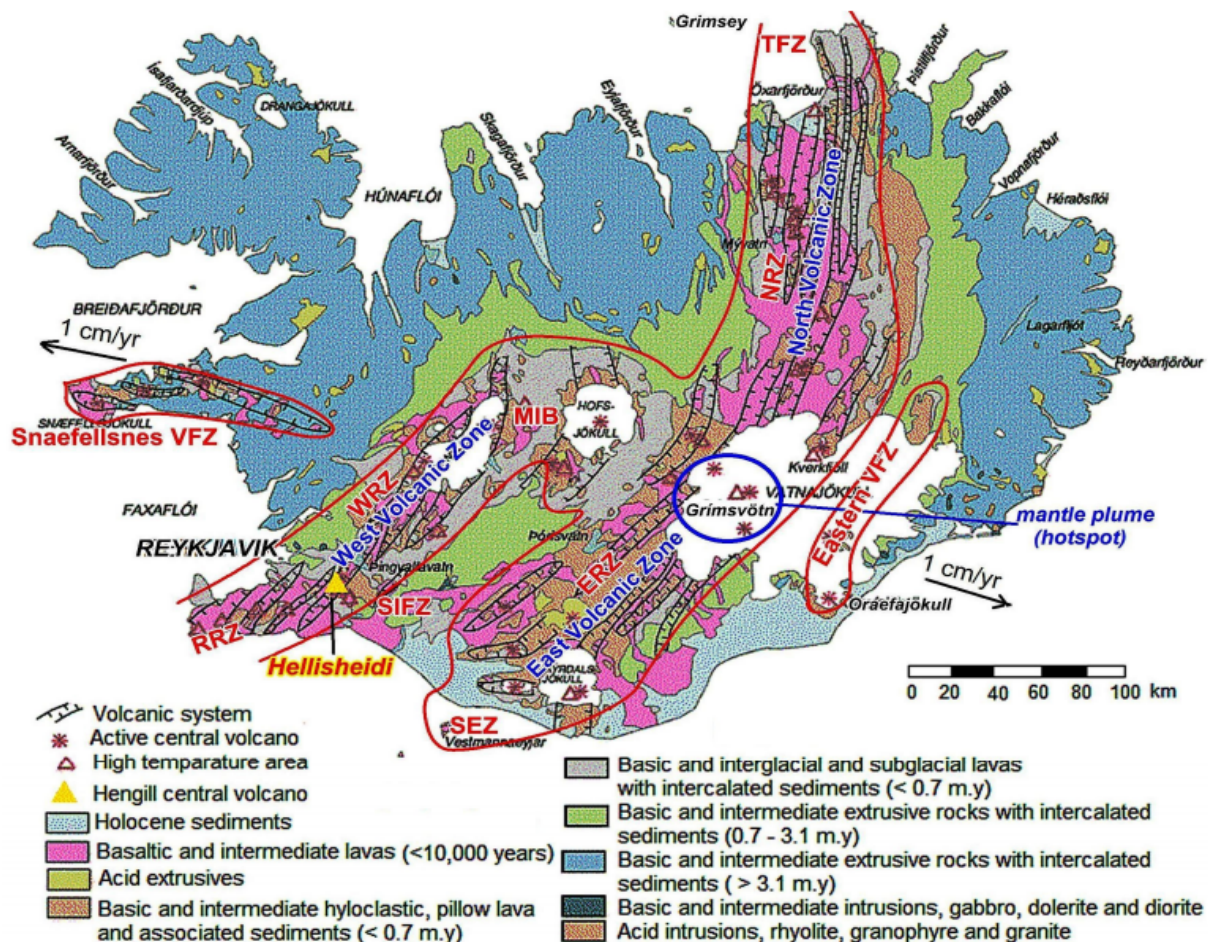 Grimsey
TFZ
Öxarfjörður
Þistilfjörður
Bakkaflói
Vopnafjörður
Héraðsflói
Ísafjarðardjúp
DRANGAJÖKULL
Arnarfjörður
HÚNAFLÓI
Skagafjörður
Eyjafjörður
Mývatn
NRZ
North Volcanic Zone
BREIÐAFJÖRÐUR
1 cm/yr
Lagarfljót
Reyðarfjörður
SNÆFELLSJÖKULL
Snaefellsnes VFZ
MIB
HOFS-
JÖKULL
WRZ
West Volcanic Zone
Kverkfjöll
VATNAJÖKU
Grímsvötn
Eastern VFZ
mantle plume
(hotspot)
FAXAFLÓI
REYKJAVIK
Þórisvatn
Þingvallavatn
ERZ
East Volcanic Zone
1 cm/yr
Oraefajökull
SIFZ
RRZ
Hellisheidi
YRDALS-
JÖKULL
SEZ
Vestmannaeyjar
0 20 40 60 80 100 km
Volcanic system
Active central volcano
High temparature area
Hengill central volcano
Holocene sediments
Basaltic and intermediate lavas (<10,000 years)
Acid extrusives
Basic and intermediate hyloclastic, pillow lava
and associated sediments (< 0.7 m.y)
Basic and interglacial and subglacial lavas
with intercalated sediments (< 0.7 m.y)
Basic and intermediate extrusive rocks with intercalated
sediments (0.7 - 3.1 m.y)
Basic and intermediate extrusive rocks with intercalated
sediments ( > 3.1 m.y)
Basic and intermediate intrusions, gabbro, dolerite and diorite
Acid intrusions, rhyolite, granophyre and granite